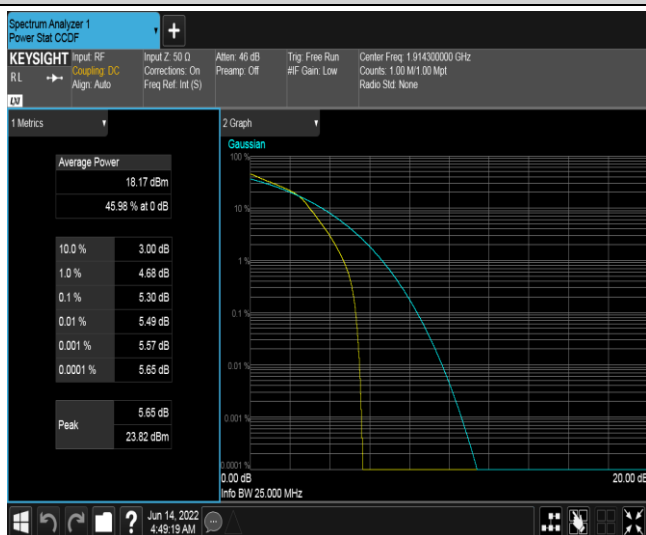 Spectrum Analyzer 1
Power Stat CCDF
+
KEYSIGHT
R L
LXI
Input: RF
Coupling: DC
Align: Auto
Input Z: 50 Ω
Corrections: On
Freq Ref: Int (S)
Atten: 46 dB
Preamp: Off
Trig: Free Run
#IF Gain: Low
Center Freq: 1.914300000 GHz
Counts: 1.00 M/1.00 Mpt
Radio Std: None
1 Metrics
Average Power
18.17 dBm
45.98 % at 0 dB
10.0 % 3.00 dB
1.0 % 4.68 dB
0.1 % 5.30 dB
0.01 % 5.49 dB
0.001 % 5.57 dB
0.0001 % 5.65 dB
Peak
5.65 dB
23.82 dBm
2 Graph
Gaussian
100 %
10 %
1 %
0.1 %
0.01 %
0.001 %
0.0001 %
0.00 dB 20.00 dB
Info BW 25.000 MHz
?
Jun 14, 2022
4:49:19 AM